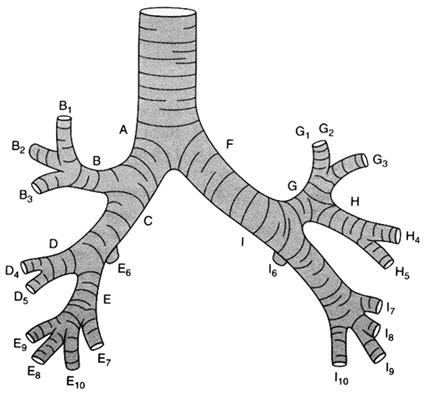 B₁
A
F
G₁ G₂
B₂
G₃
B
B₃
G
H
C
D
I
H₄
D₄
E₆
I₆
H₅
D₅
E
I₇
E₉
E₇
I₈
E₈
E₁₀
I₁₀
I₉